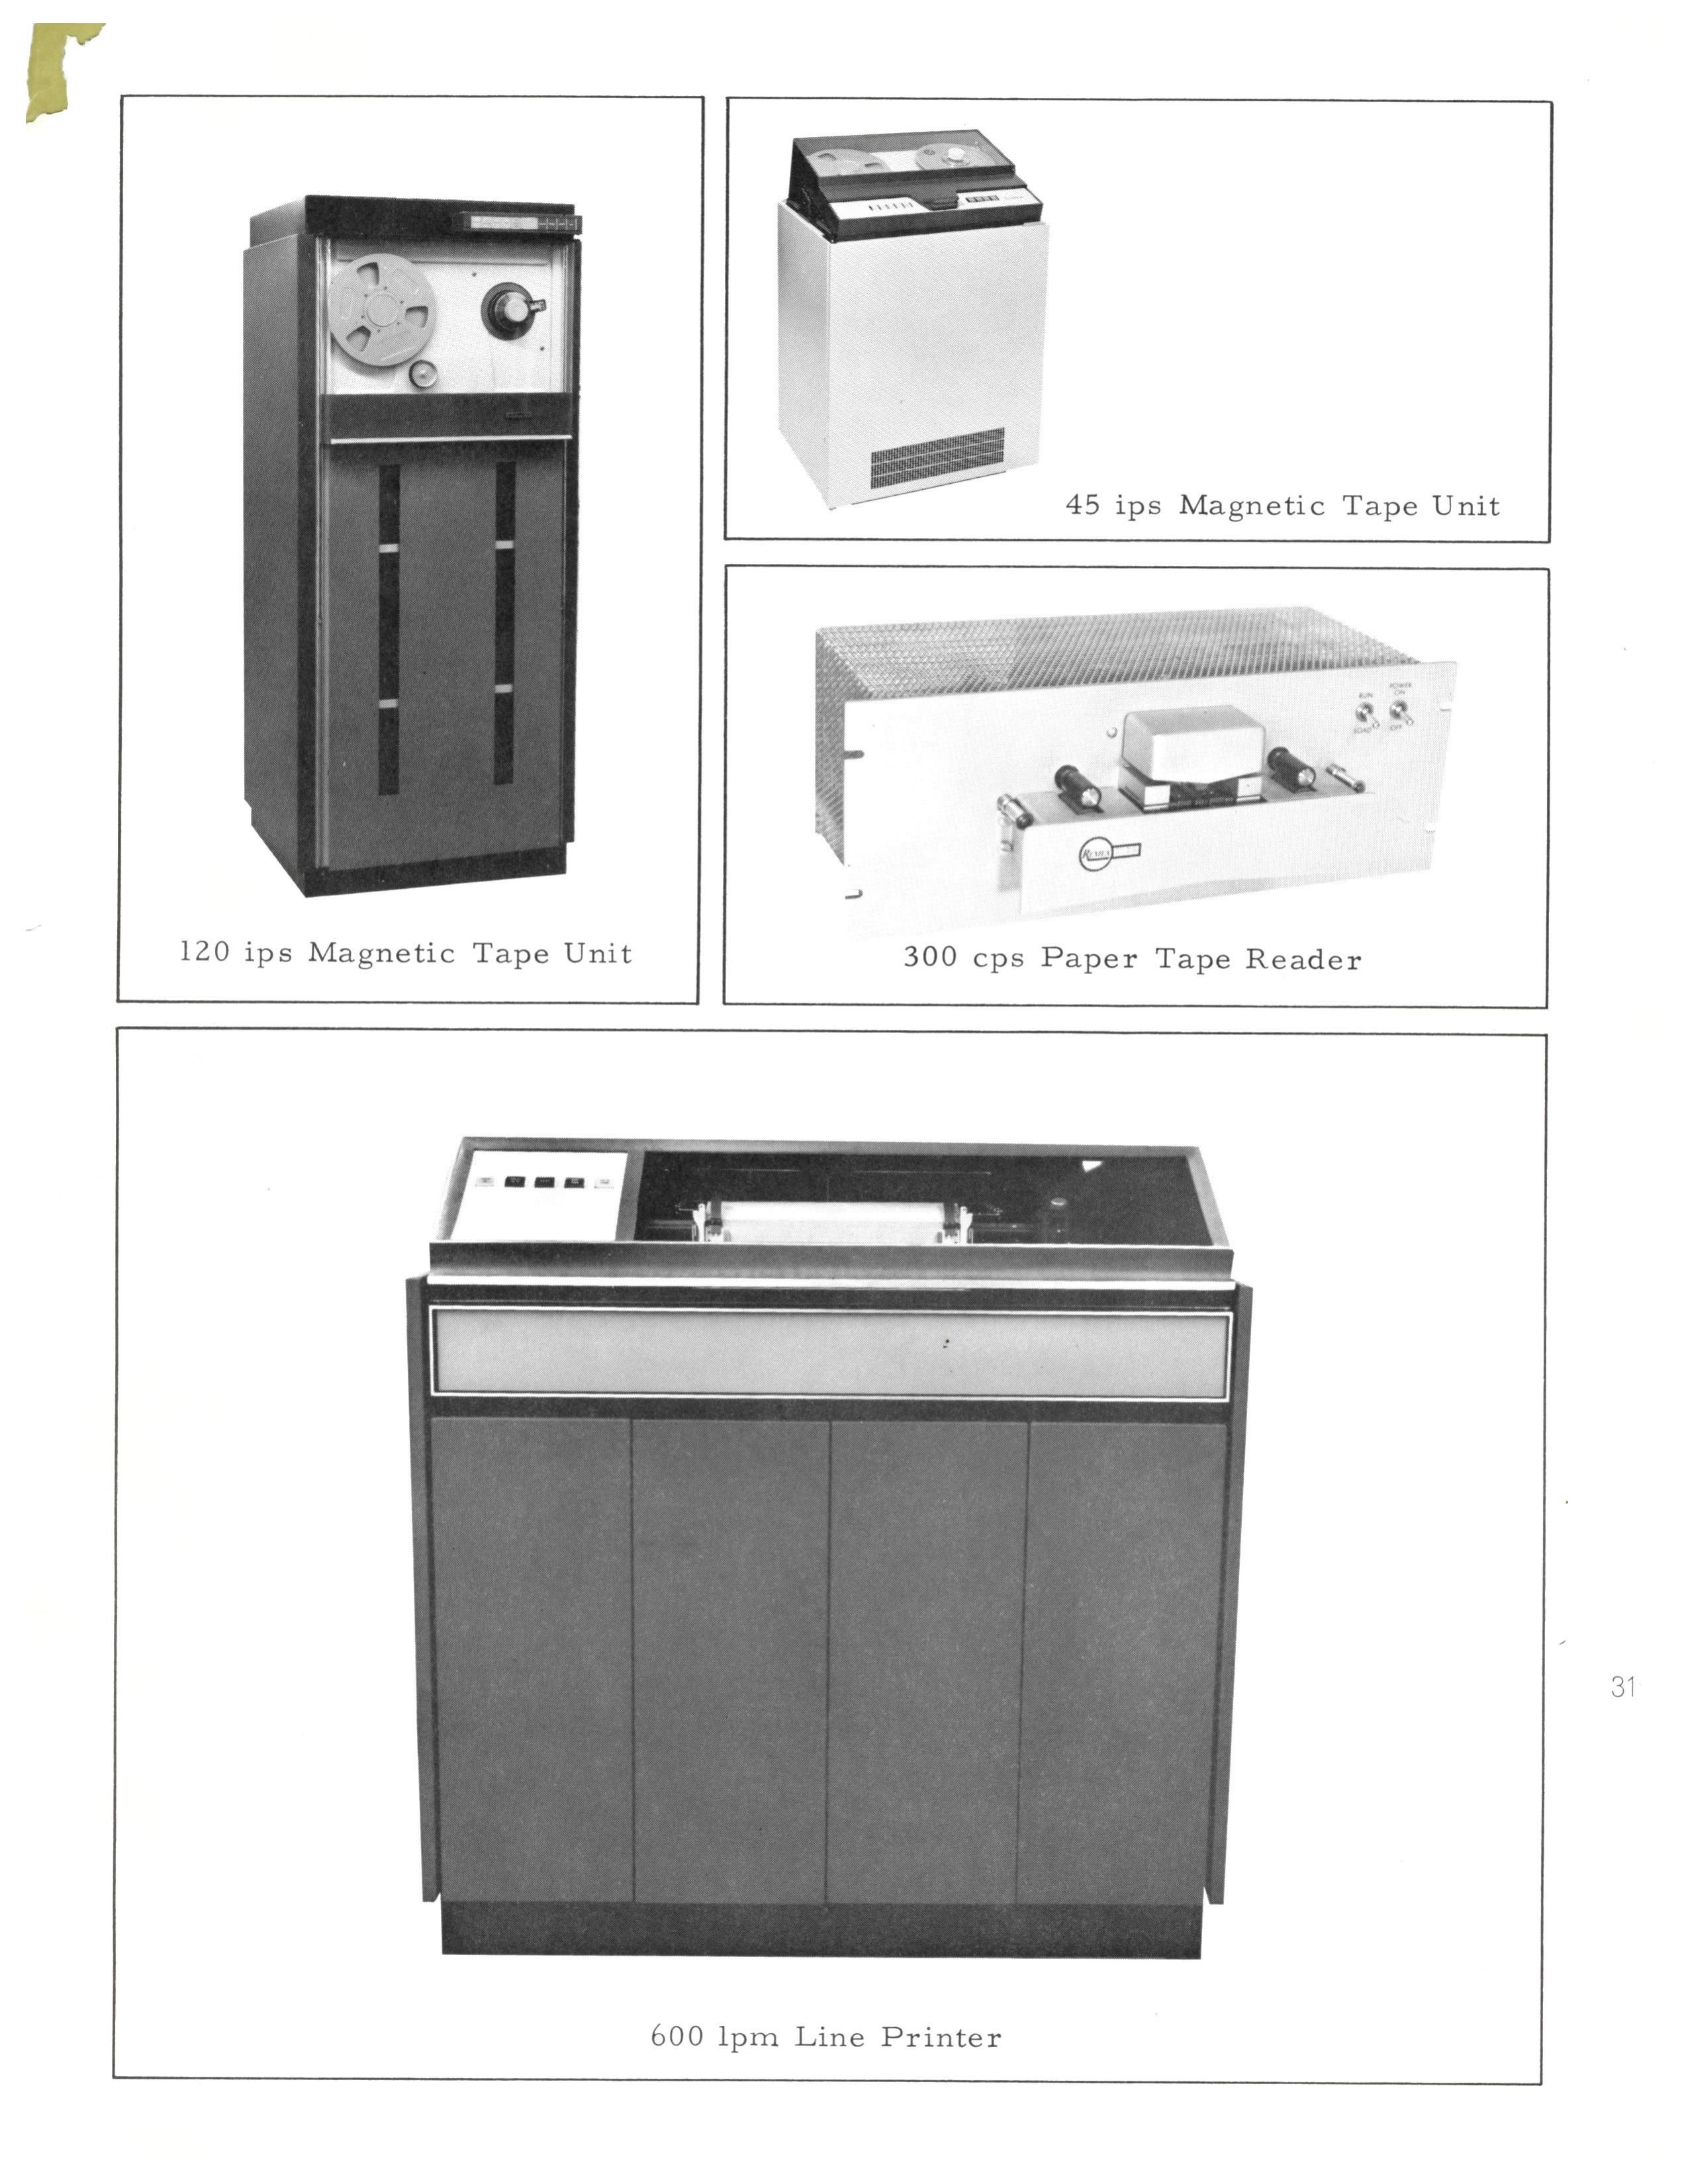 45 ips Magnetic Tape Unit
120 ips Magnetic Tape Unit
RUN
LOAD
POWER
ON
OFF
REMEX
300 cps Paper Tape Reader
600 lpm Line Printer
31